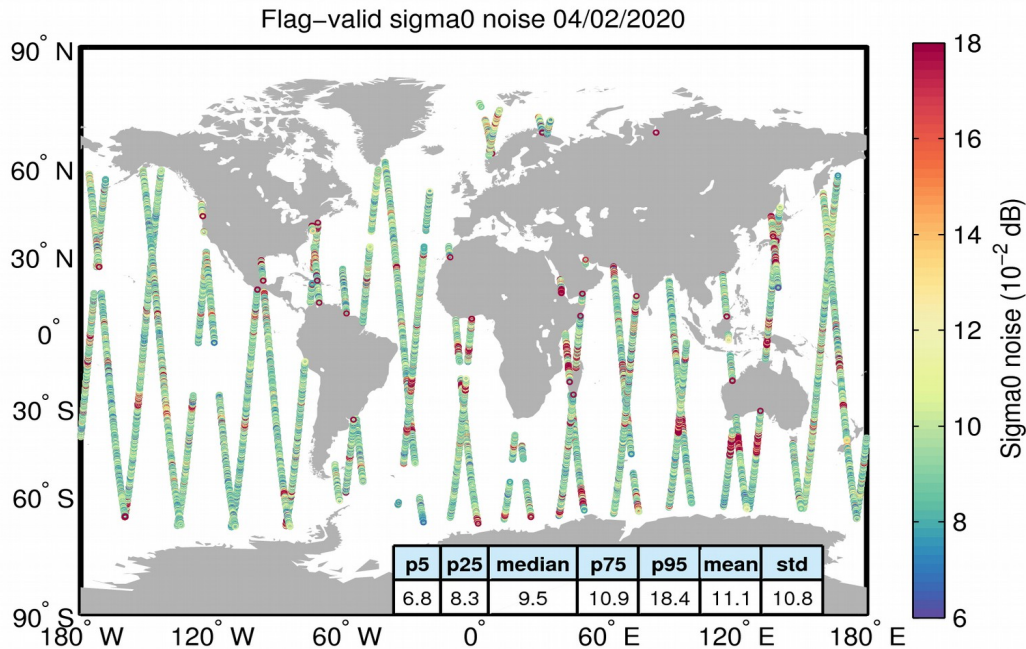 Flag−valid sigma0 noise 04/02/2020
90° N
60° N
30° N
0°
30° S
60° S
90° S
180° W
120° W
60° W
0°
60° E
120° E
180° E
p5 p25 median p75 p95 mean std
6.8 8.3 9.5 10.9 18.4 11.1 10.8
18
16
14
12
10
8
6
Sigma0 noise (10⁻² dB)